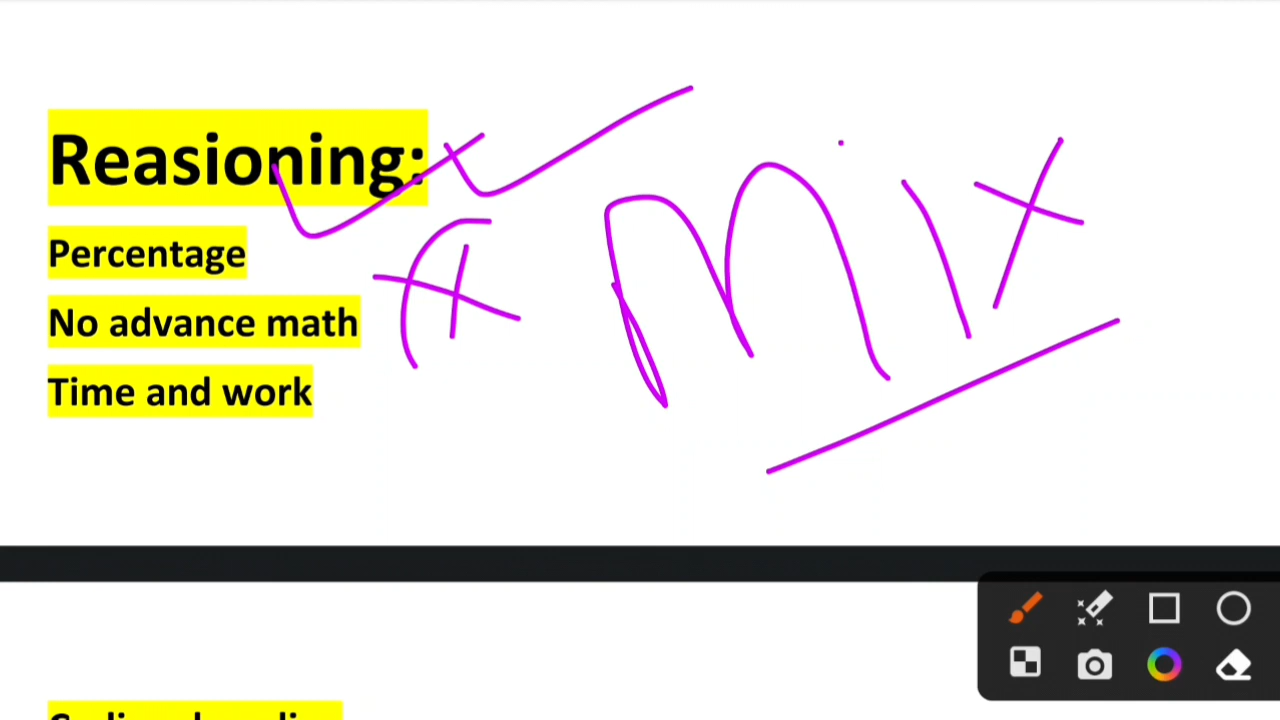 Reasioning:
Mix
Percentage
No advance math
Time and work